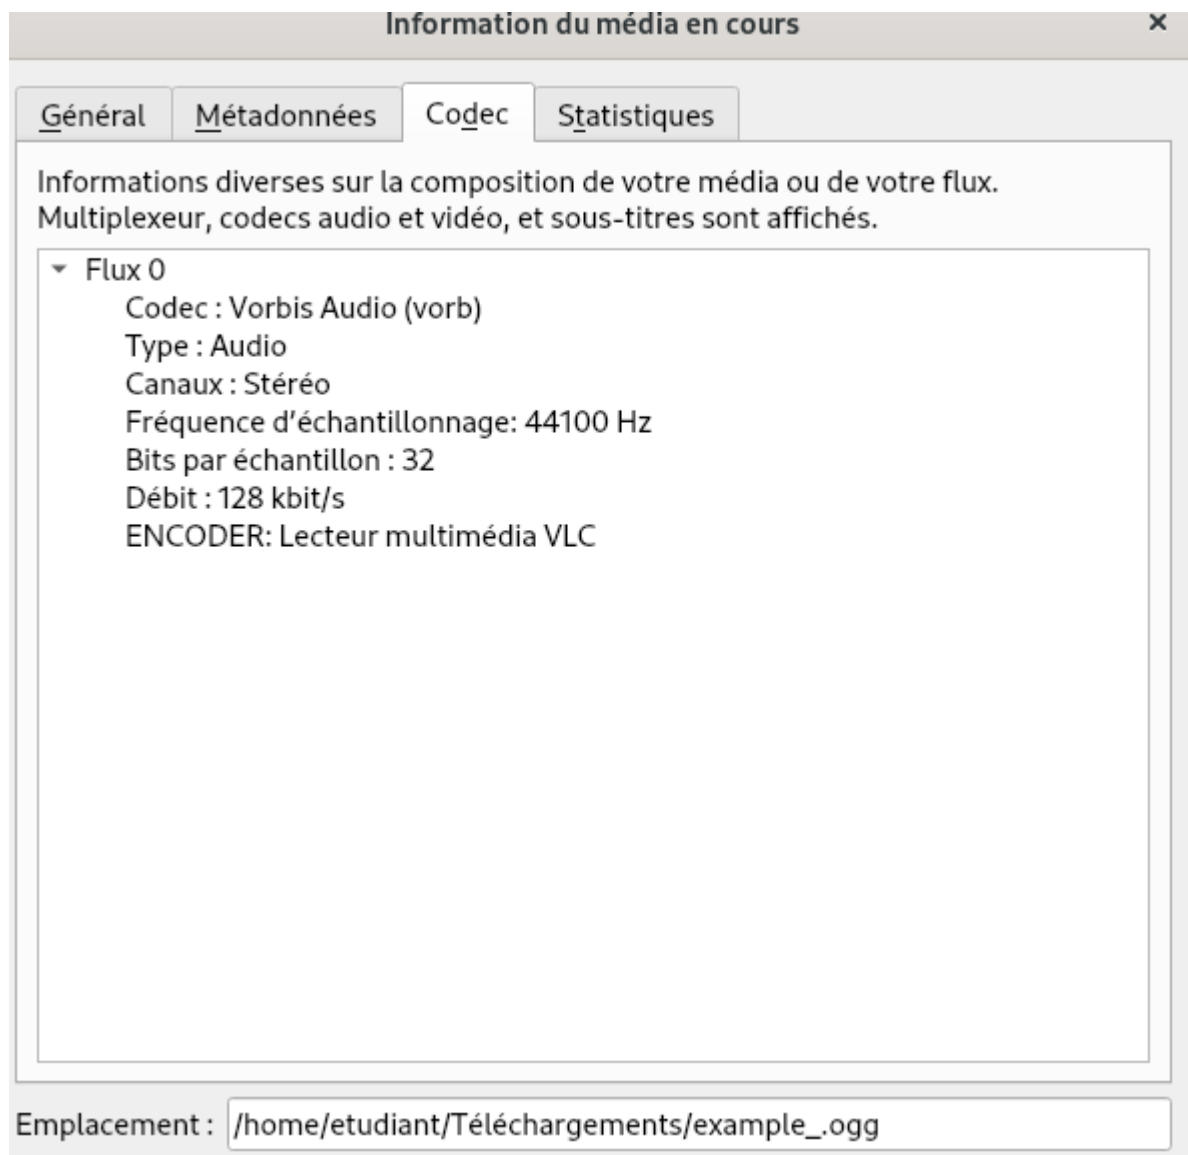 Information du média en cours
Général Métadonnées Codec Statistiques
Informations diverses sur la composition de votre média ou de votre flux.
Multiplexeur, codecs audio et vidéo, et sous-titres sont affichés.
Flux 0
Codec : Vorbis Audio (vorb)
Type : Audio
Canaux : Stéréo
Fréquence d'échantillonnage: 44100 Hz
Bits par échantillon : 32
Débit : 128 kbit/s
ENCODER: Lecteur multimédia VLC
Emplacement : /home/etudiant/Téléchargements/example_.ogg